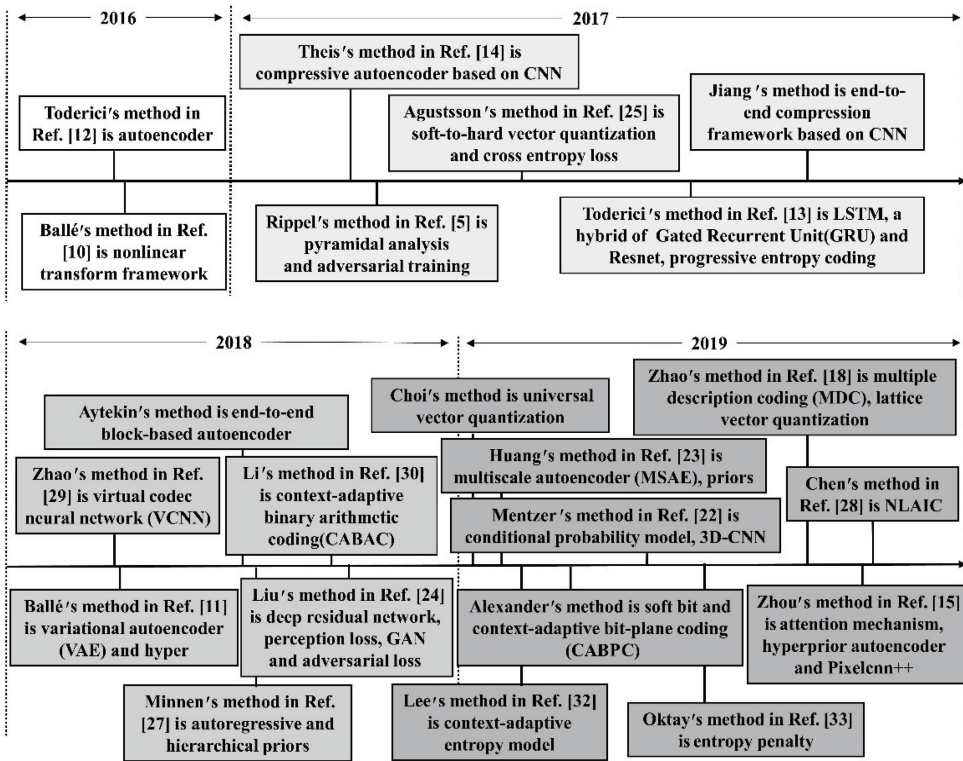 2016
2017
Theis's method in Ref. [14] is
compressive autoencoder based on CNN
Toderici's method in
Ref. [12] is autoencoder
Agustsson's method in Ref. [25] is
soft-to-hard vector quantization
and cross entropy loss
Jiang's method is end-to-
end compression
framework based on CNN
Ballé's method in Ref.
[10] is nonlinear
transform framework
Rippel's method in Ref. [5] is
pyramidal analysis
and adversarial training
Toderici's method in Ref. [13] is LSTM, a
hybrid of Gated Recurrent Unit(GRU) and
Resnet, progressive entropy coding
2018
2019
Aytekin's method is end-to-end
block-based autoencoder
Choi's method is universal
vector quantization
Zhao's method in Ref. [18] is multiple
description coding (MDC), lattice
vector quantization
Zhao's method in Ref.
[29] is virtual codec
neural network (VCNN)
Li's method in Ref. [30]
is context-adaptive
binary arithmetic
coding(CABAC)
Huang's method in Ref. [23] is
multiscale autoencoder (MSAE), priors
Mentzer's method in Ref. [22] is
conditional probability model, 3D-CNN
Chen's method in
Ref. [28] is NLAIC
Ballé's method in Ref. [11]
is variational autoencoder
(VAE) and hyper
Liu's method in Ref. [24]
is deep residual network,
perception loss, GAN
and adversarial loss
Alexander's method is soft bit and
context-adaptive bit-plane coding
(CABPC)
Zhou's method in Ref. [15]
is attention mechanism,
hyperprior autoencoder
and Pixelcnn++
Minnen's method in Ref.
[27] is autoregressive and
hierarchical priors
Lee's method in Ref. [32]
is context-adaptive
entropy model
Oktay's method in Ref. [33]
is entropy penalty